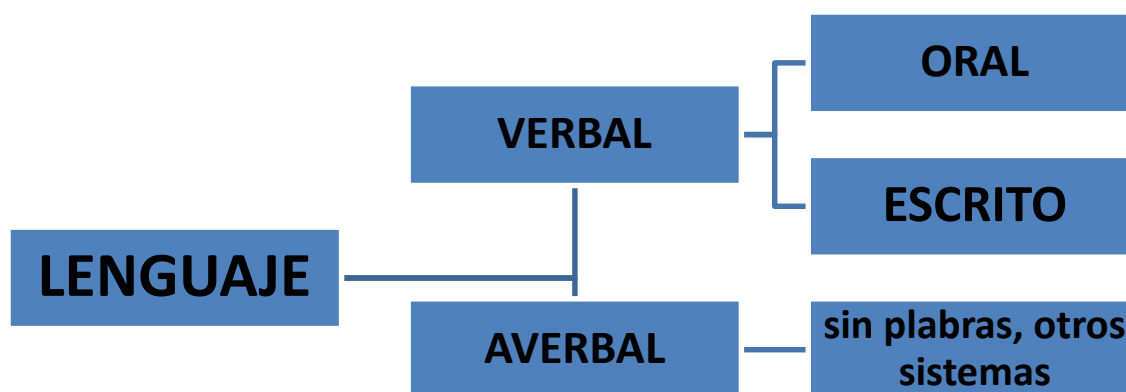 ORAL
VERBAL
ESCRITO
LENGUAJE
AVERBAL
sin plabras, otros
sistemas